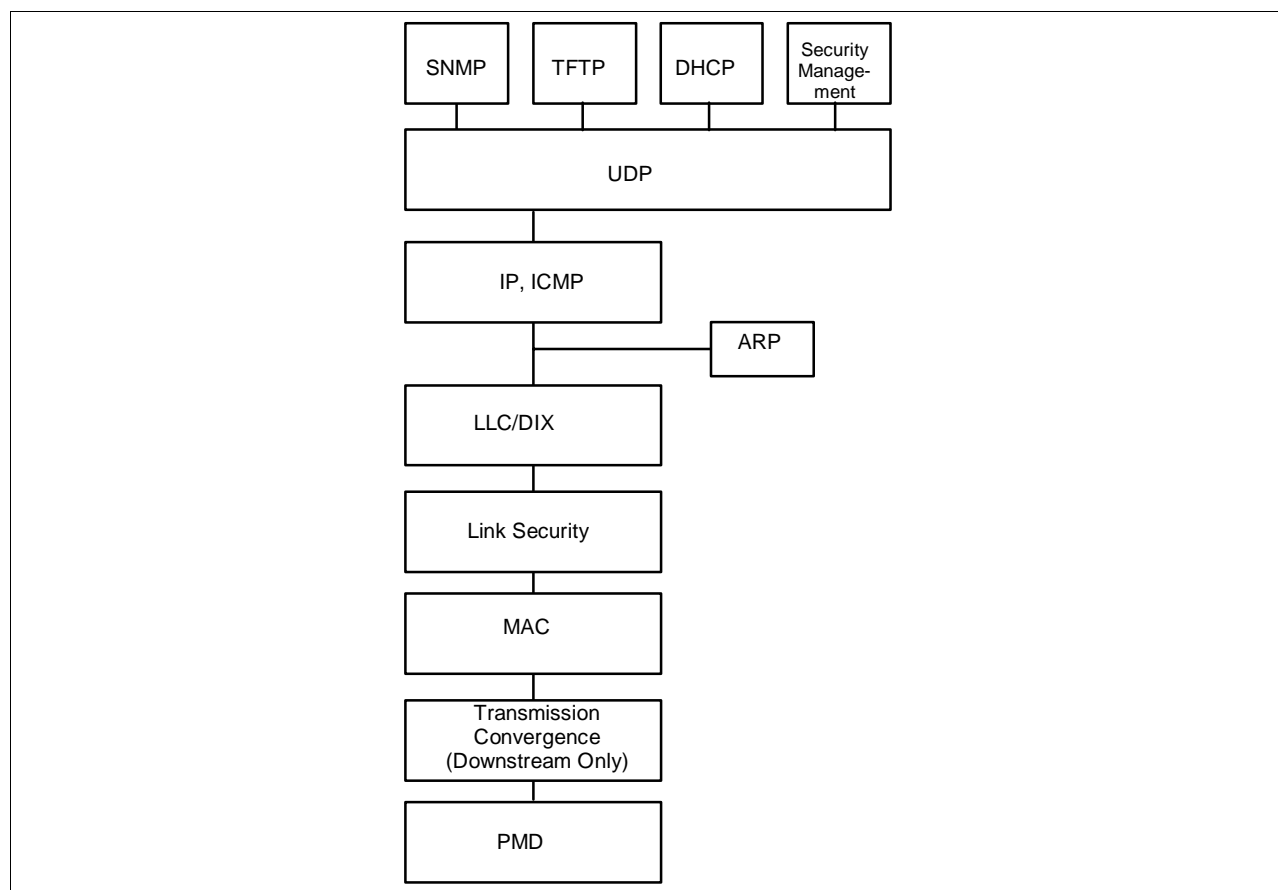 SNMP
TFTP
DHCP
Security
Manage-
ment
UDP
IP, ICMP
ARP
LLC/DIX
Link Security
MAC
Transmission
Convergence
(Downstream Only)
PMD